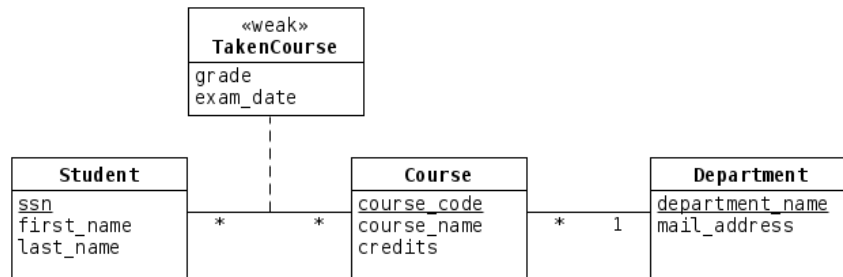 «weak»
TakenCourse
grade
exam_date
Student
ssn
first_name
last_name
* *
Course
course_code
course_name
credits
* 1
Department
department_name
mail_address